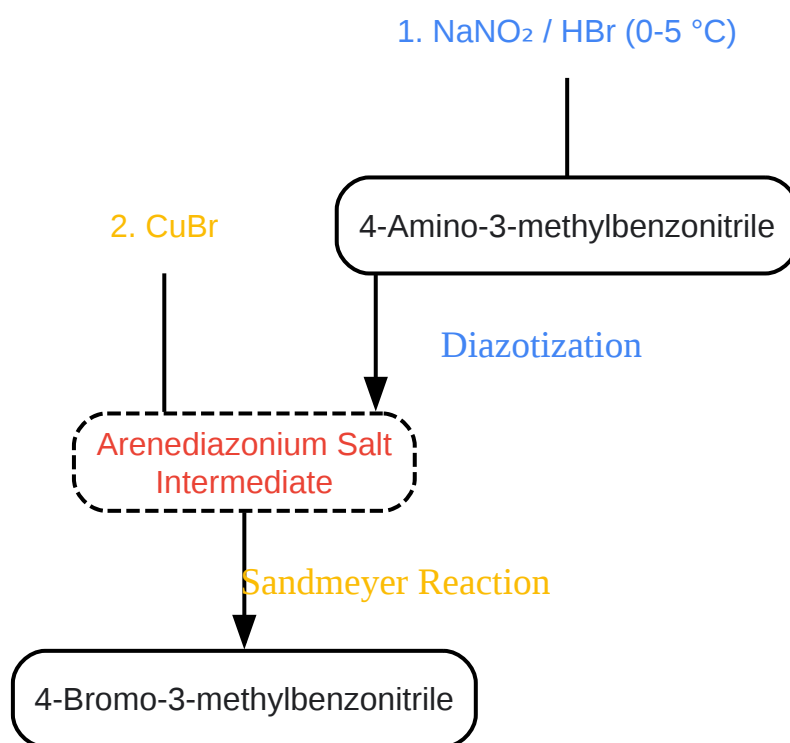 1. NaNO₂ / HBr (0-5 °C)
2. CuBr
4-Amino-3-methylbenzonitrile
Diazotization
Arenediazonium Salt
Intermediate
Sandmeyer Reaction
4-Bromo-3-methylbenzonitrile